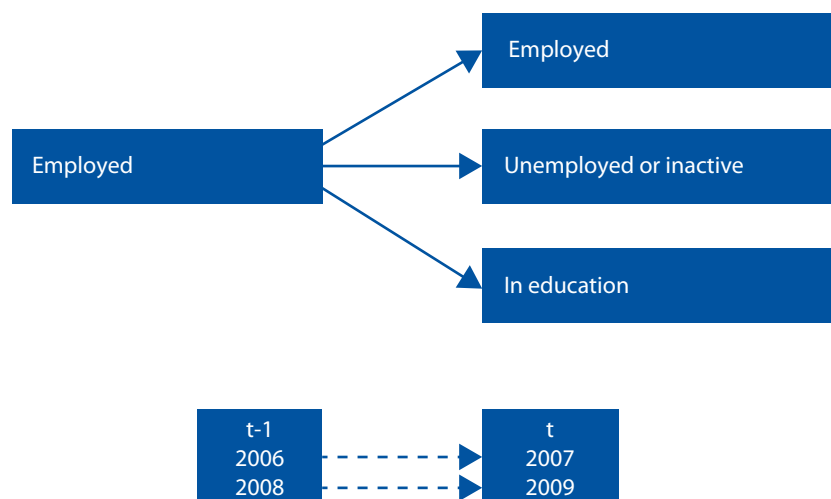 Employed
Employed
Unemployed or inactive
In education
t-1
2006
2008
t
2007
2009